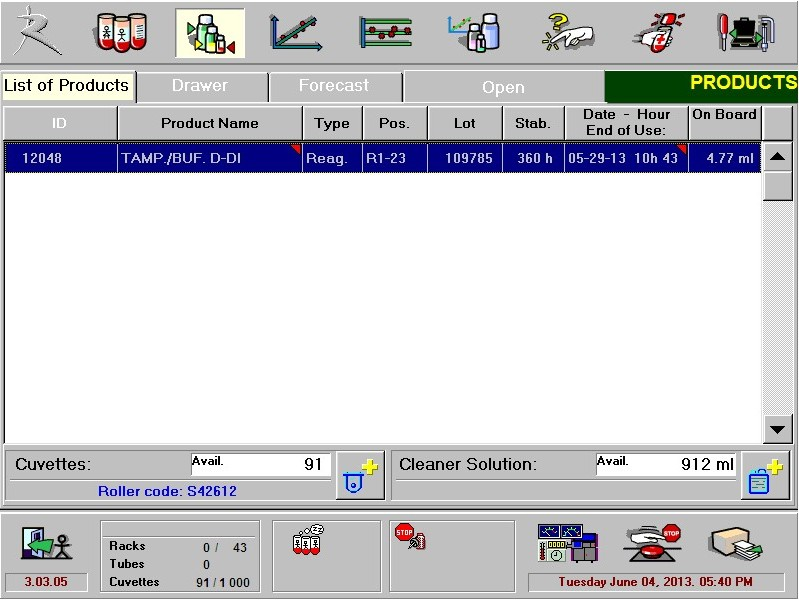 List of Products
Drawer
Forecast
Open
PRODUCTS
ID
Product Name
Type
Pos.
Lot
Stab.
Date - Hour
End of Use:
On Board
12048
TAMP./BUF. D-DI
Reag.
R1-23
109785
360 h
05-29-13 10h 43
4.77 ml
Cuvettes:
Avail.
91
Cleaner Solution:
Avail.
912 ml
Roller code: S42612
Racks 0 / 43
Tubes 0
Cuvettes 91/1 000
STOP
STOP
3.03.05
Tuesday June 04, 2013. 05:40 PM